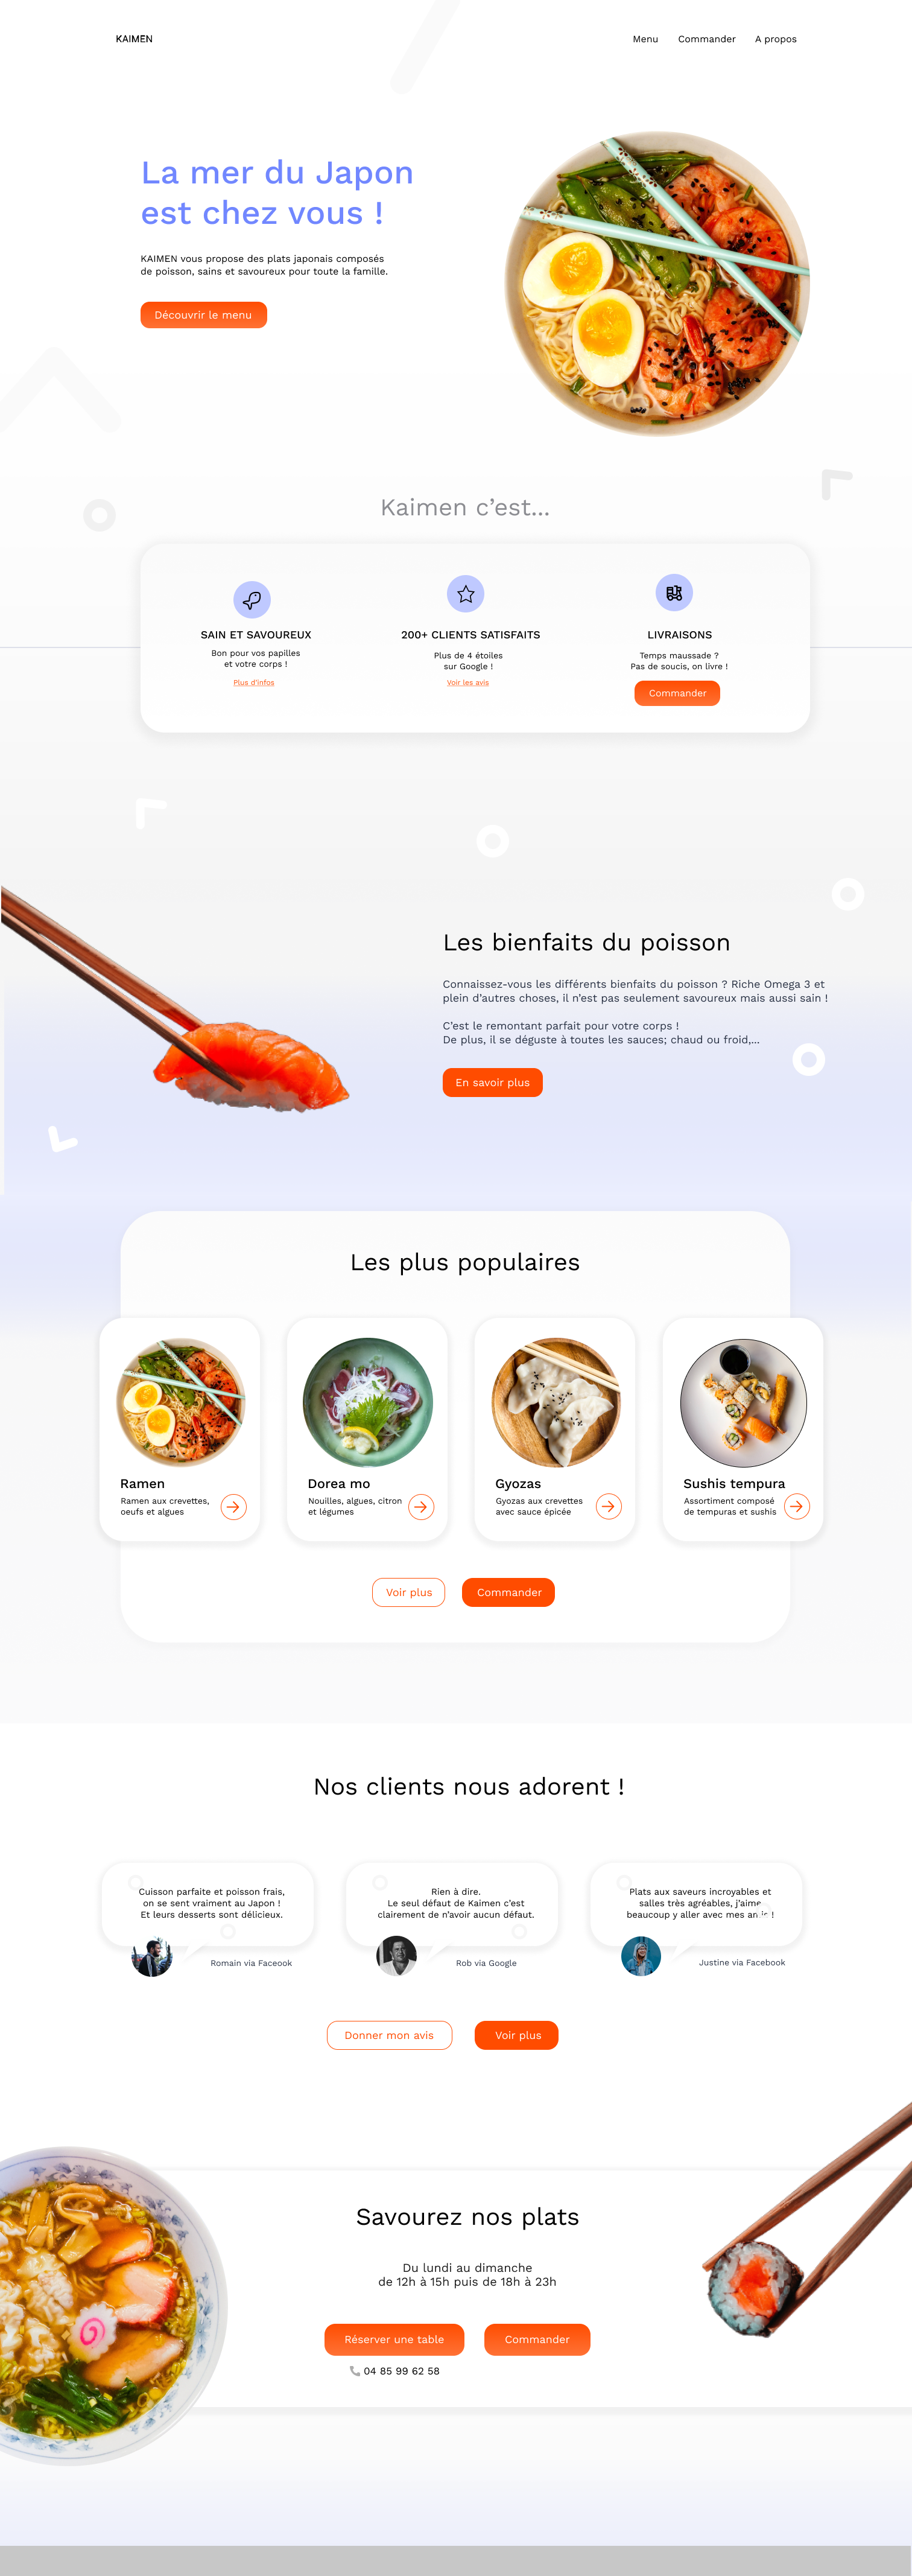 KAIMEN
Menu
Commander
A propos
La mer du Japon
est chez vous !
KAIMEN vous propose des plats japonais composés
de poisson, sains et savoureux pour toute la famille.
Découvrir le menu
Kaimen c’est...
SAIN ET SAVOUREUX
Bon pour vos papilles
et votre corps !
Plus d’infos
200+ CLIENTS SATISFAITS
Plus de 4 étoiles
sur Google !
Voir les avis
LIVRAISONS
Temps maussade ?
Pas de soucis, on livre !
Commander
Les bienfaits du poisson
Connaissez-vous les différents bienfaits du poisson ? Riche Omega 3 et
plein d’autres choses, il n’est pas seulement savoureux mais aussi sain !
C’est le remontant parfait pour votre corps !
De plus, il se déguste à toutes les sauces; chaud ou froid,...
En savoir plus
Les plus populaires
Ramen
Ramen aux crevettes,
oeufs et algues
Dorea mo
Nouilles, algues, citron
et légumes
Gyozas
Gyozas aux crevettes
avec sauce épicée
Sushis tempura
Assortiment composé
de tempuras et sushis
Voir plus
Commander
Nos clients nous adorent !
Cuisson parfaite et poisson frais,
on se sent vraiment au Japon !
Et leurs desserts sont délicieux.
Romain via Faceook
Rien à dire.
Le seul défaut de Kaimen c’est
clairement de n’avoir aucun défaut.
Rob via Google
Plats aux saveurs incroyables et
salles très agréables, j’aime
beaucoup y aller avec mes amis !
Justine via Facebook
Donner mon avis
Voir plus
Savourez nos plats
Du lundi au dimanche
de 12h à 15h puis de 18h à 23h
Réserver une table
Commander
04 85 99 62 58